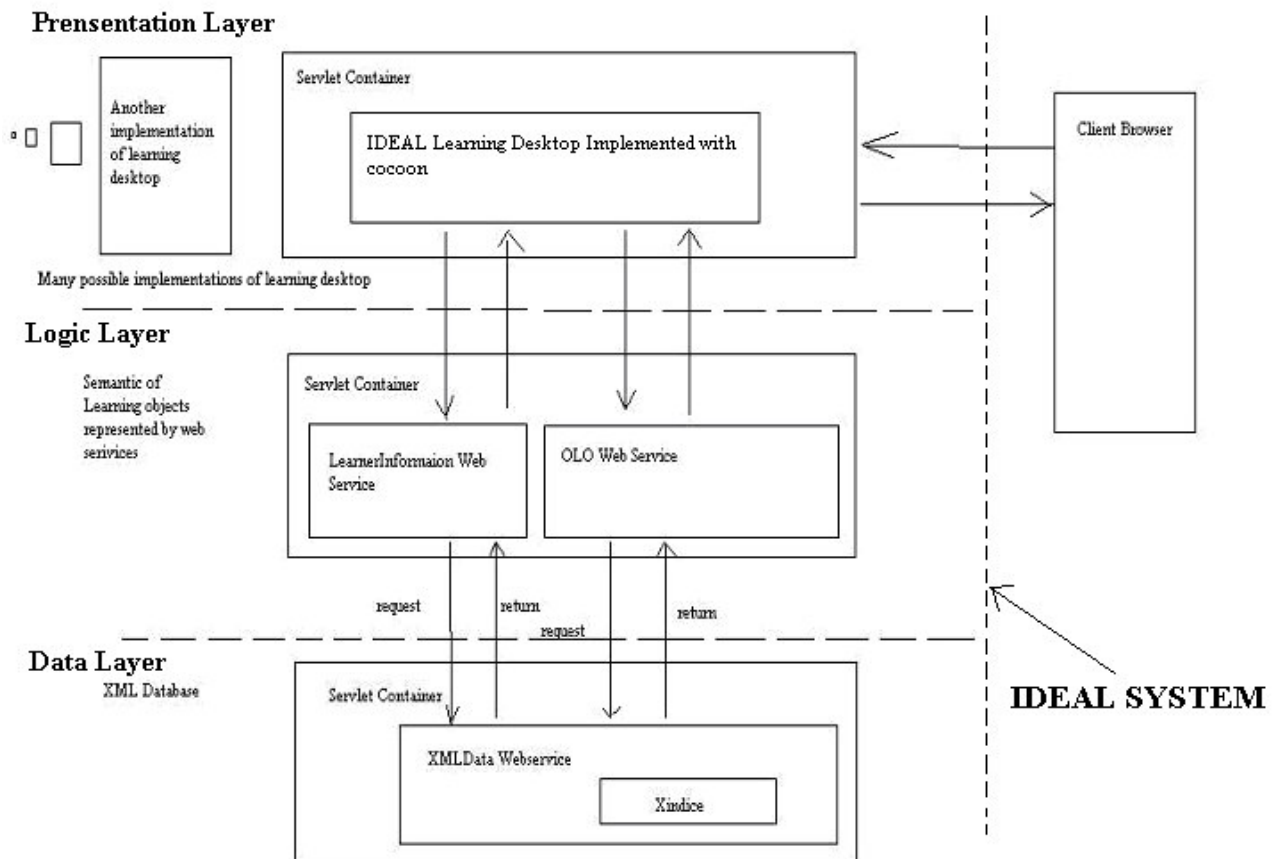 Prensentation Layer
Servlet Container
Another
implementation
of learning
desktop
IDEAL Learning Desktop Implemented with
cocoon
Client Browser
Many possible implementations of learning desktop
Logic Layer
Semantic of
Learning objects
represented by web
serivices
Servlet Container
LearnerInformaion Web
Service
OLO Web Service
request
return
request
return
Data Layer
XML Database
Servlet Container
IDEAL SYSTEM
XMLData Webservice
Xindice